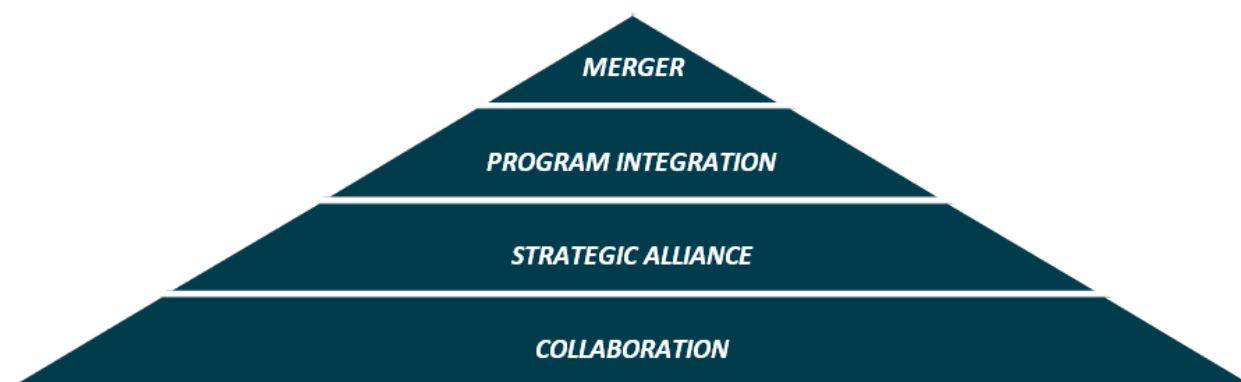 MERGER
PROGRAM INTEGRATION
STRATEGIC ALLIANCE
COLLABORATION